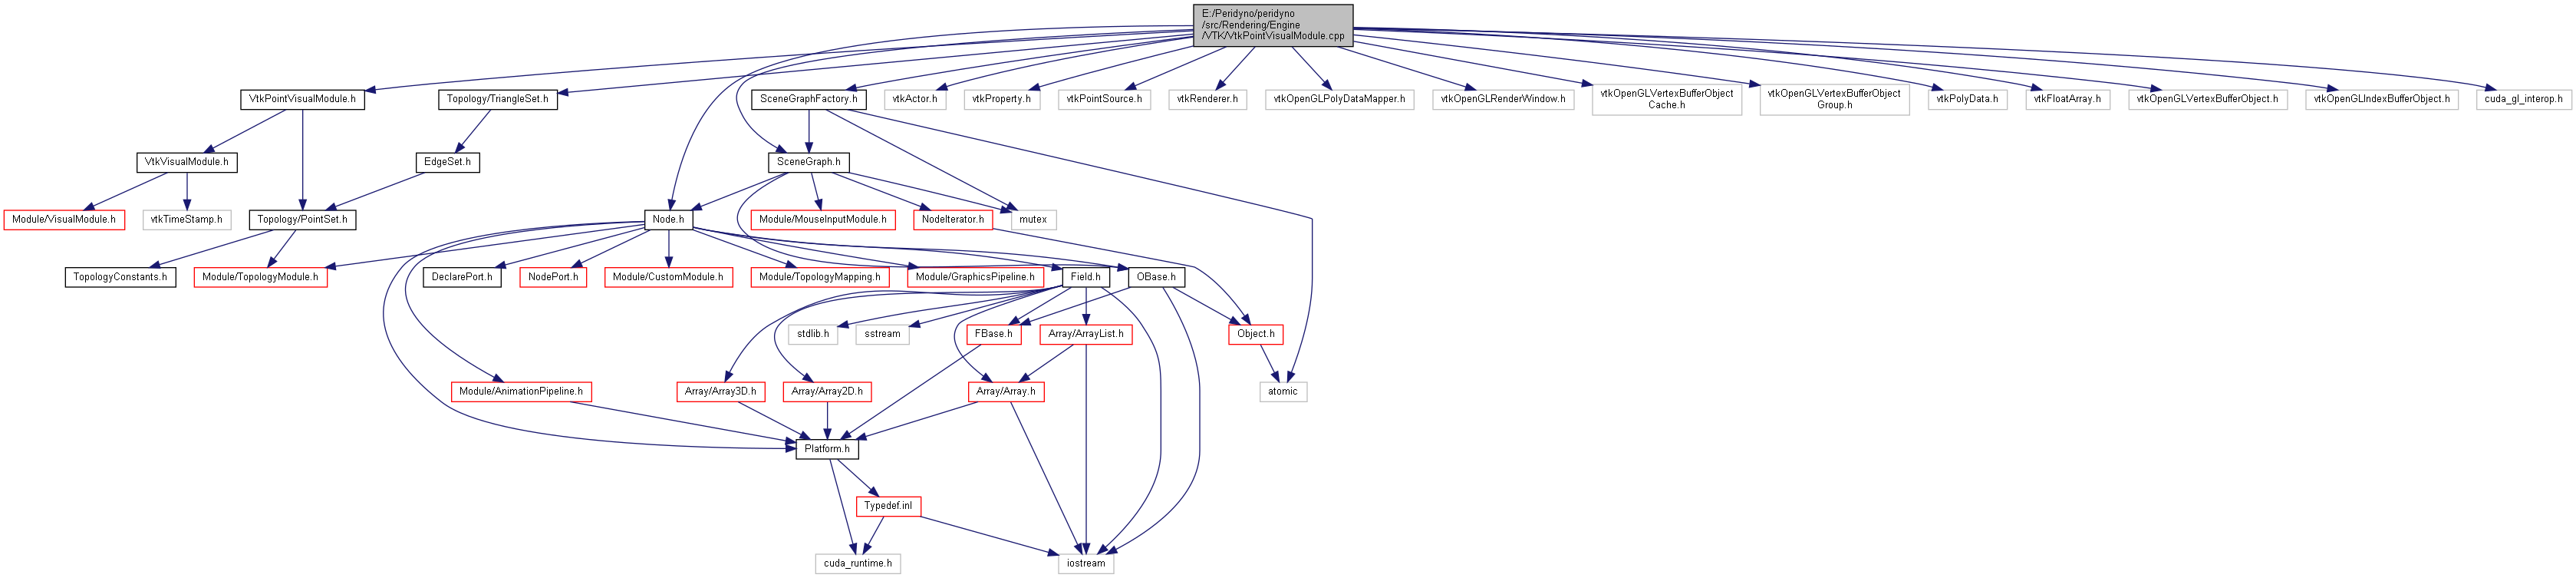 E:/Peridyno/peridyno
/src/Rendering/Engine
/VTK/VtkPointVisualModule.cpp
VtkPointVisualModule.h
Topology/TriangleSet.h
SceneGraphFactory.h
vtkActor.h
vtkProperty.h
vtkPointSource.h
vtkRenderer.h
vtkOpenGLPolyDataMapper.h
vtkOpenGLRenderWindow.h
vtkOpenGLVertexBufferObject
Cache.h
vtkOpenGLVertexBufferObject
Group.h
vtkPolyData.h
vtkFloatArray.h
vtkOpenGLVertexBufferObject.h
vtkOpenGLIndexBufferObject.h
cuda_gl_interop.h
VtkVisualModule.h
EdgeSet.h
SceneGraph.h
Module/VisualModule.h
vtkTimeStamp.h
Topology/PointSet.h
Node.h
Module/MouseInputModule.h
NodeIterator.h
mutex
TopologyConstants.h
Module/TopologyModule.h
DeclarePort.h
NodePort.h
Module/CustomModule.h
Module/TopologyMapping.h
Module/GraphicsPipeline.h
Field.h
OBase.h
stdlib.h
sstream
FBase.h
Array/ArrayList.h
Object.h
Module/AnimationPipeline.h
Array/Array3D.h
Array/Array2D.h
Array/Array.h
atomic
Platform.h
Typedef.inl
cuda_runtime.h
iostream